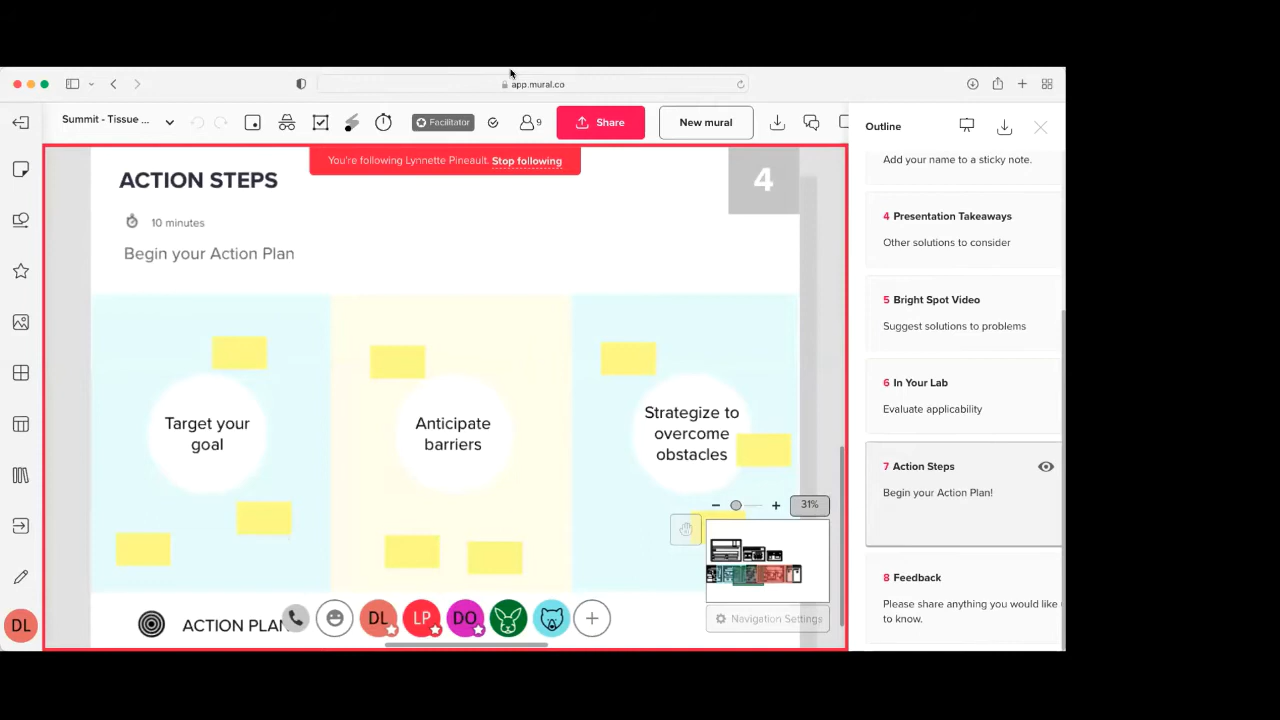 app.mural.co
Summit - Tissue ...
Facilitator
9
Share
New mural
Outline
You're following Lynnette Pineault. Stop following
ACTION STEPS
4
10 minutes
Begin your Action Plan
Target your
goal
Anticipate
barriers
Strategize to
overcome
obstacles
31%
Navigation Settings
ACTION PLAN
DL
LP
DO
DL
Add your name to a sticky note.
4 Presentation Takeaways
Other solutions to consider
5 Bright Spot Video
Suggest solutions to problems
6 In Your Lab
Evaluate applicability
7 Action Steps
Begin your Action Plan!
8 Feedback
Please share anything you would like
to know.